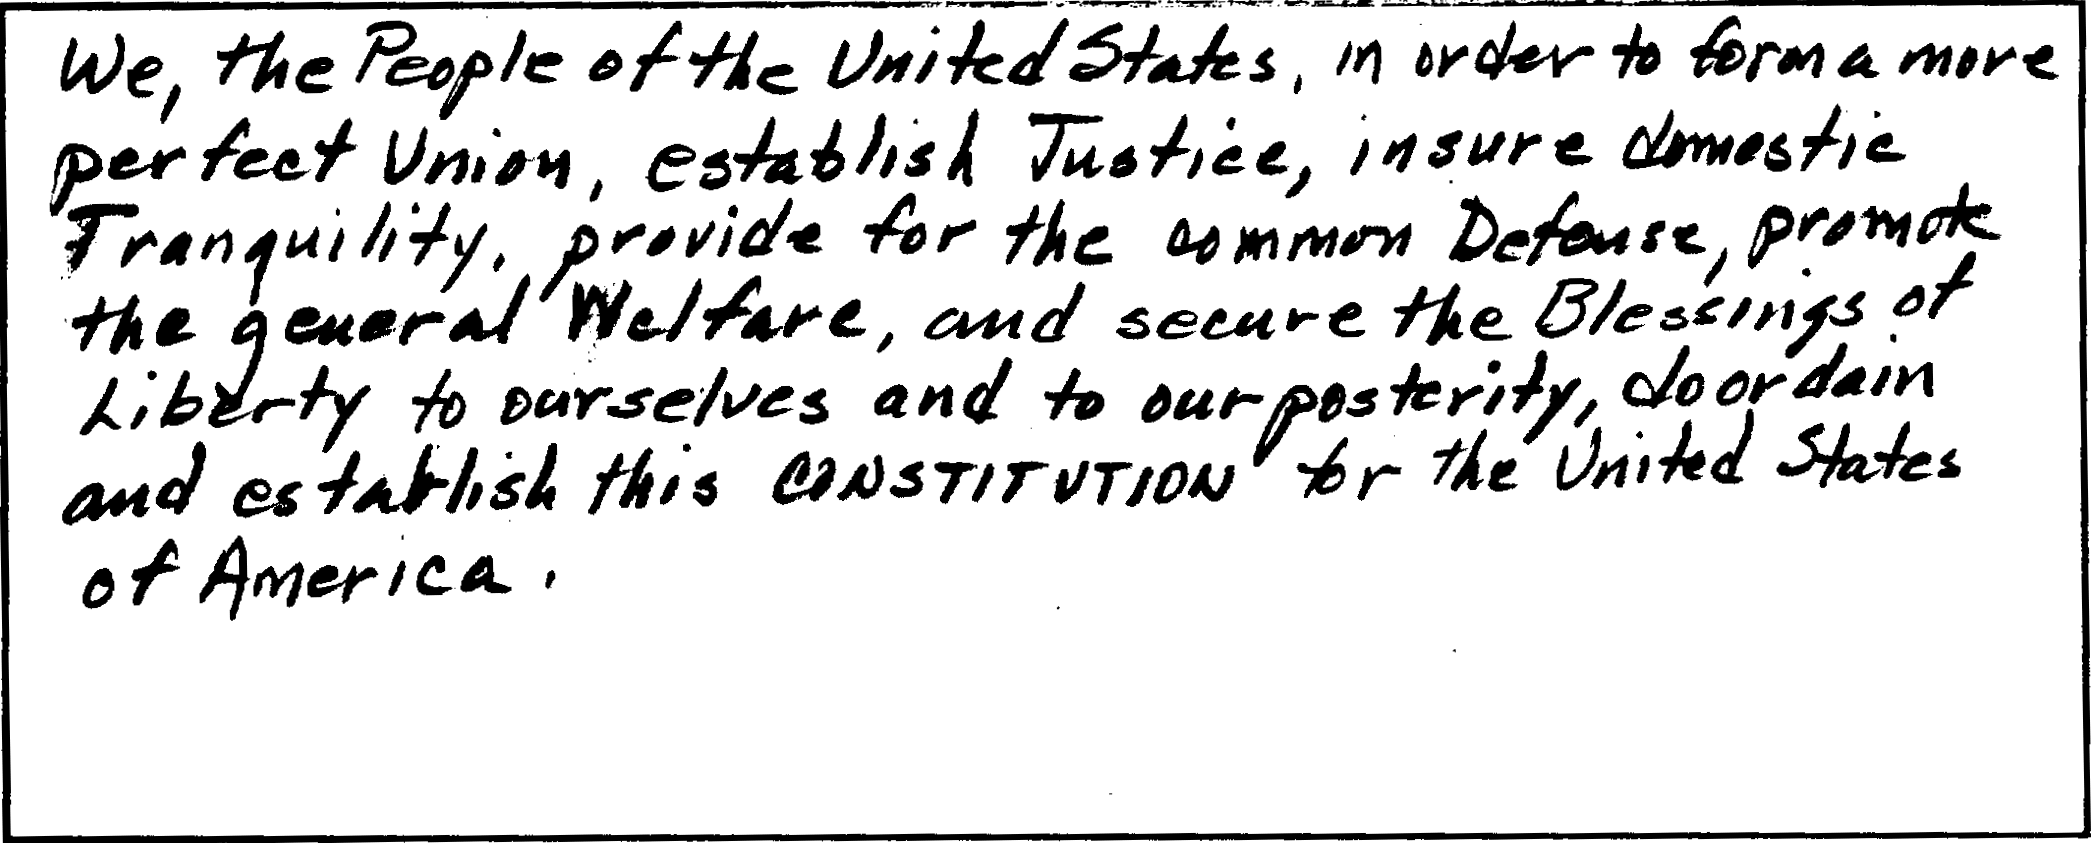 We, the People of the United States, in order to form a more
perfect Union, establish Justice, insure domestic
Tranquility, provide for the common Defense, promote
the general Welfare, and secure the Blessings of
Liberty to ourselves and to our posterity, do ordain
and establish this CONSTITUTION for the United States
of America.